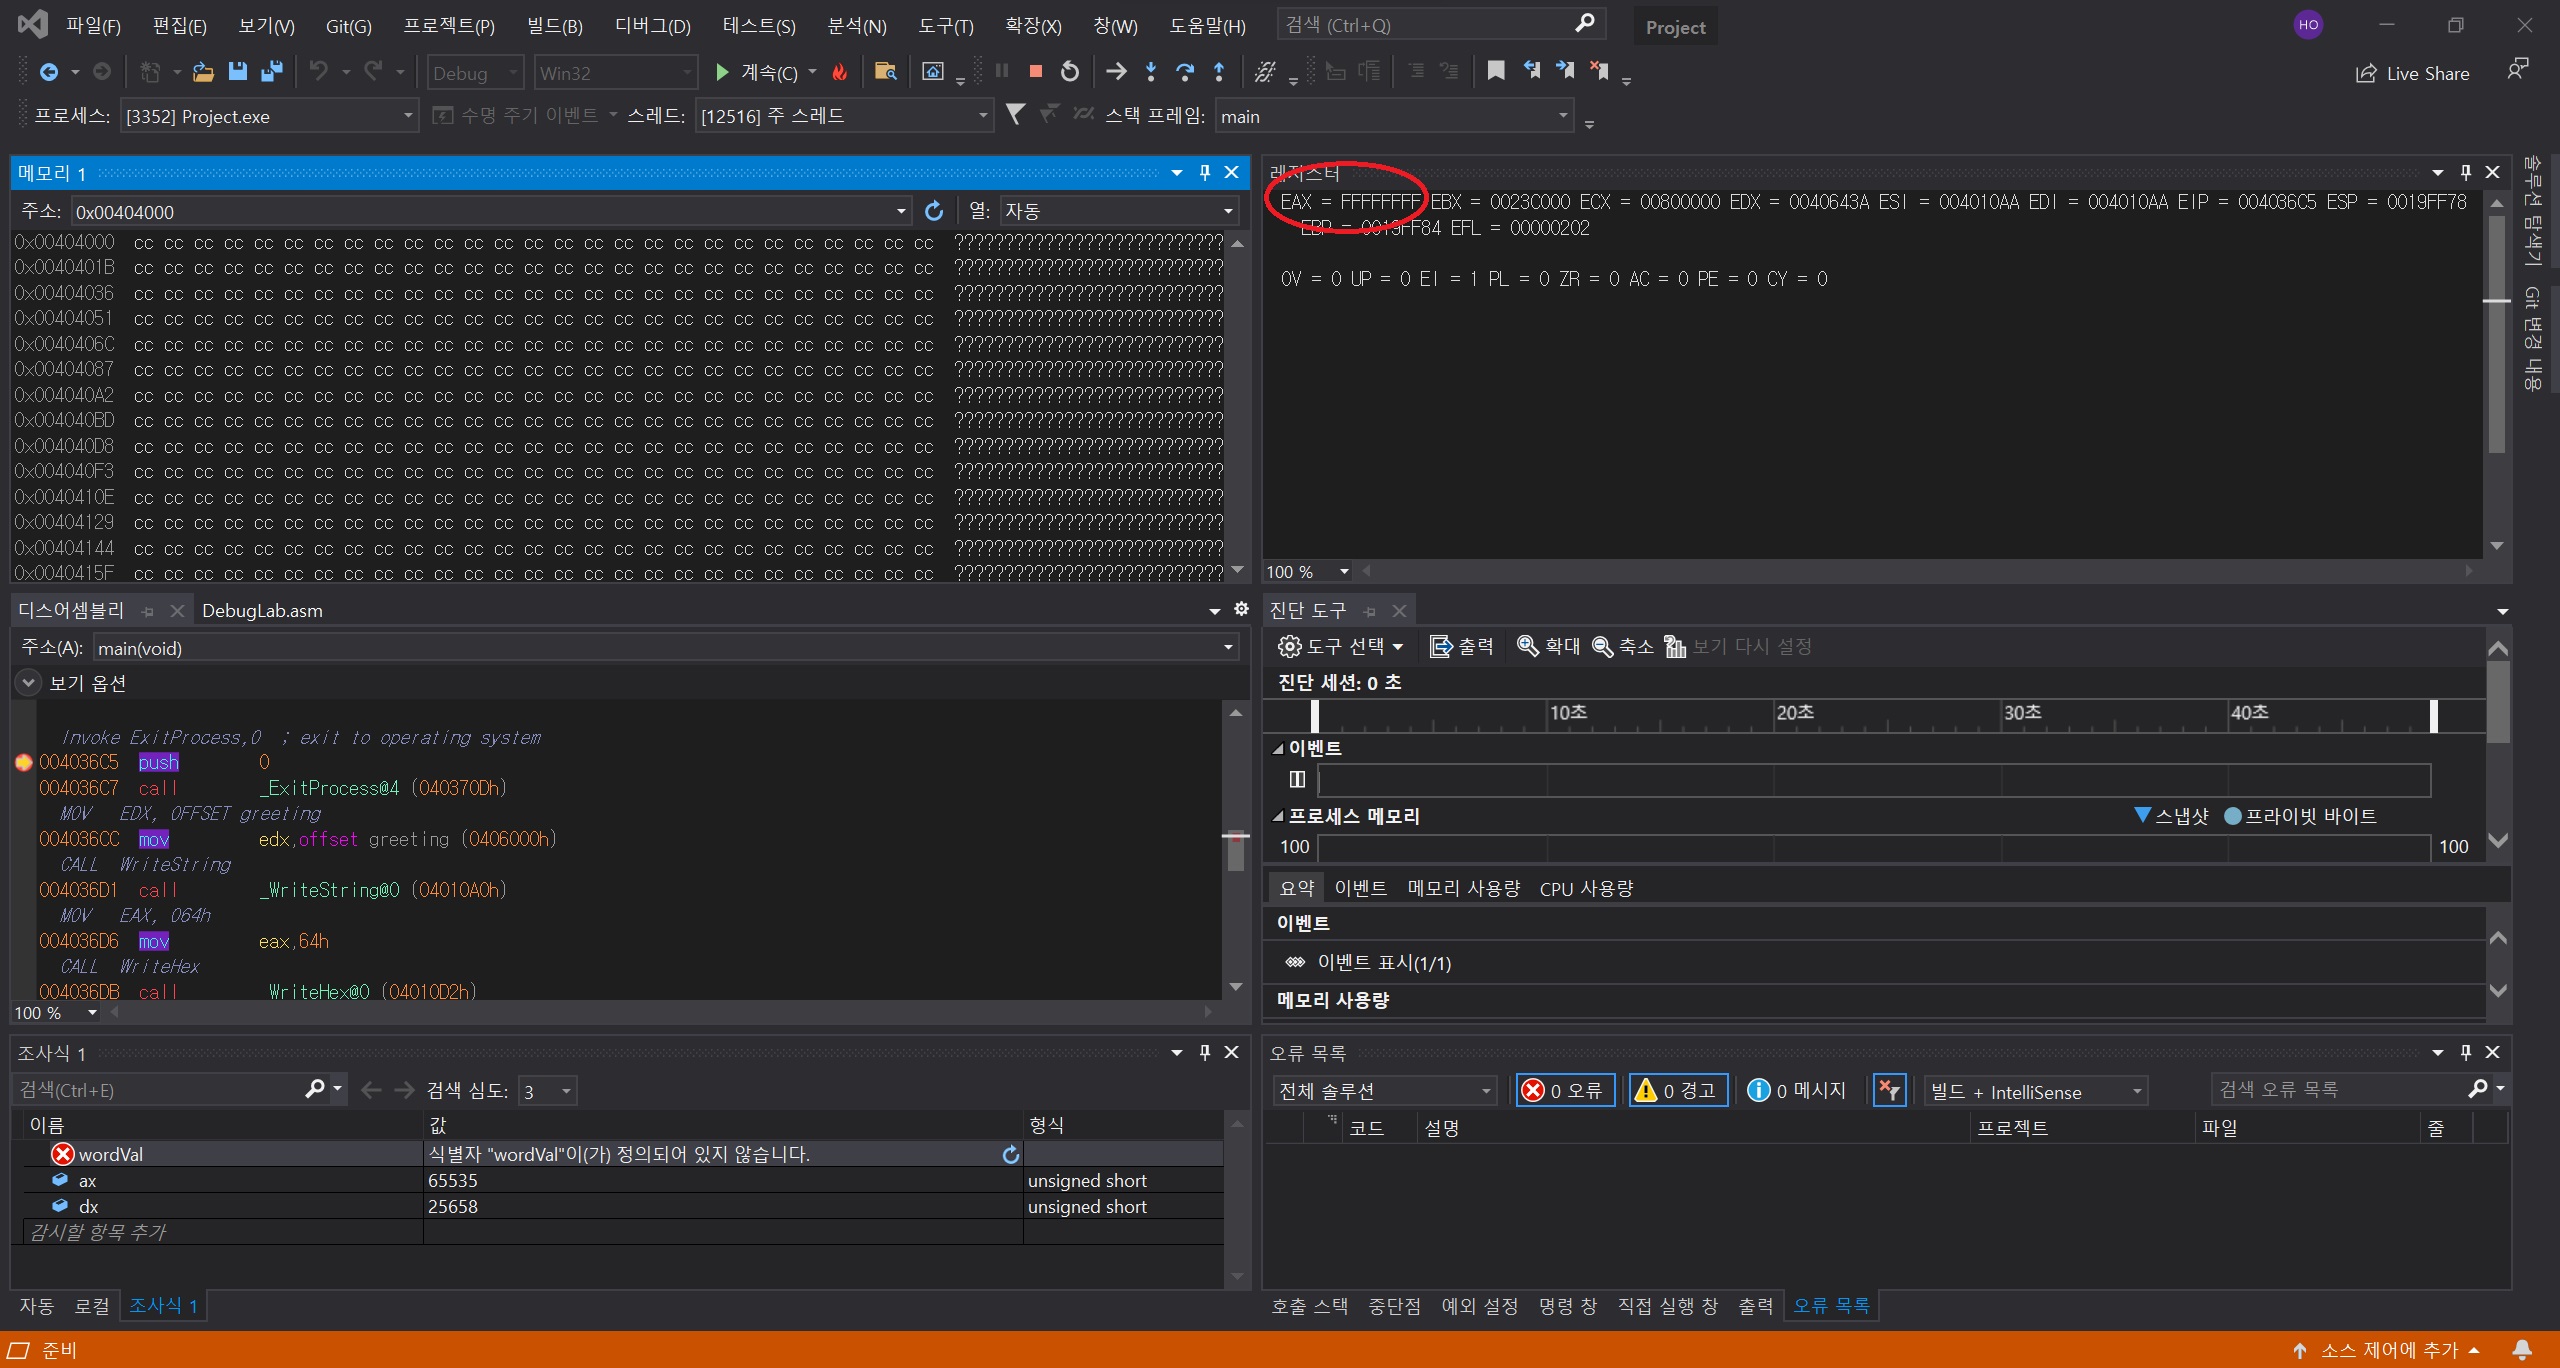 파일(F) 편집(E) 보기(V) Git(G) 프로젝트(P) 빌드(B) 디버그(D) 테스트(S) 분석(N) 도구(T) 확장(X) 창(W) 도움말(H) 검색 (Ctrl+Q) Project HO
Debug Win32 계속(C) Live Share
프로세스: [3352] Project.exe 수명 주기 이벤트 스레드: [12516] 주 스레드 스택 프레임: main
메모리 1
주소: 0x00404000 열: 자동
0x00404000 cc cc cc cc cc cc cc cc cc cc cc cc cc cc cc cc cc cc cc cc cc cc cc cc cc cc cc ???????????????????????????
0x0040401B cc cc cc cc cc cc cc cc cc cc cc cc cc cc cc cc cc cc cc cc cc cc cc cc cc cc cc ???????????????????????????
0x00404036 cc cc cc cc cc cc cc cc cc cc cc cc cc cc cc cc cc cc cc cc cc cc cc cc cc cc cc ???????????????????????????
0x00404051 cc cc cc cc cc cc cc cc cc cc cc cc cc cc cc cc cc cc cc cc cc cc cc cc cc cc cc ???????????????????????????
0x0040406C cc cc cc cc cc cc cc cc cc cc cc cc cc cc cc cc cc cc cc cc cc cc cc cc cc cc cc ???????????????????????????
0x00404087 cc cc cc cc cc cc cc cc cc cc cc cc cc cc cc cc cc cc cc cc cc cc cc cc cc cc cc ???????????????????????????
0x004040A2 cc cc cc cc cc cc cc cc cc cc cc cc cc cc cc cc cc cc cc cc cc cc cc cc cc cc cc ???????????????????????????
0x004040BD cc cc cc cc cc cc cc cc cc cc cc cc cc cc cc cc cc cc cc cc cc cc cc cc cc cc cc ???????????????????????????
0x004040D8 cc cc cc cc cc cc cc cc cc cc cc cc cc cc cc cc cc cc cc cc cc cc cc cc cc cc cc ???????????????????????????
0x004040F3 cc cc cc cc cc cc cc cc cc cc cc cc cc cc cc cc cc cc cc cc cc cc cc cc cc cc cc ???????????????????????????
0x0040410E cc cc cc cc cc cc cc cc cc cc cc cc cc cc cc cc cc cc cc cc cc cc cc cc cc cc cc ???????????????????????????
0x00404129 cc cc cc cc cc cc cc cc cc cc cc cc cc cc cc cc cc cc cc cc cc cc cc cc cc cc cc ???????????????????????????
0x00404144 cc cc cc cc cc cc cc cc cc cc cc cc cc cc cc cc cc cc cc cc cc cc cc cc cc cc cc ???????????????????????????
0x0040415F cc cc cc cc cc cc cc cc cc cc cc cc cc cc cc cc cc cc cc cc cc cc cc cc cc cc cc ???????????????????????????
레지스터
EAX = FFFFFFFF EBX = 0023C000 ECX = 00800000 EDX = 0040643A ESI = 004010AA EDI = 004010AA EIP = 004036C5 ESP = 0019FF78
EBP = 0019FF84 EFL = 00000202
OV = 0 UP = 0 EI = 1 PL = 0 ZR = 0 AC = 0 PE = 0 CY = 0
100 %
솔루션 탐색기
Git 변경 내용
디스어셈블리 DebugLab.asm
주소(A): main(void)
보기 옵션
Invoke ExitProcess,0 ; exit to operating system
004036C5 push 0
004036C7 call _ExitProcess@4 (040370Dh)
MOV EDX, OFFSET greeting
004036CC mov edx,offset greeting (0406000h)
CALL WriteString
004036D1 call _WriteString@0 (04010A0h)
MOV EAX, 064h
004036D6 mov eax,64h
CALL WriteHex
004036DB call _WriteHex@0 (04010D2h)
100 %
진단 도구
도구 선택 출력 확대 축소 보기 다시 설정
진단 세션: 0 초
10초 20초 30초 40초
이벤트
프로세스 메모리 스냅샷 프라이빗 바이트
100 100
요약 이벤트 메모리 사용량 CPU 사용량
이벤트
이벤트 표시(1/1)
메모리 사용량
조사식 1
검색(Ctrl+E) 검색 심도: 3
이름 값 형식
wordVal 식별자 "wordVal"이(가) 정의되어 있지 않습니다.
ax 65535 unsigned short
dx 25658 unsigned short
감시할 항목 추가
자동 로컬 조사식 1
오류 목록
전체 솔루션 0 오류 0 경고 0 메시지 빌드 + IntelliSense 검색 오류 목록
코드 설명 프로젝트 파일 줄
호출 스택 중단점 예외 설정 명령 창 직접 실행 창 출력 오류 목록
준비 소스 제어에 추가